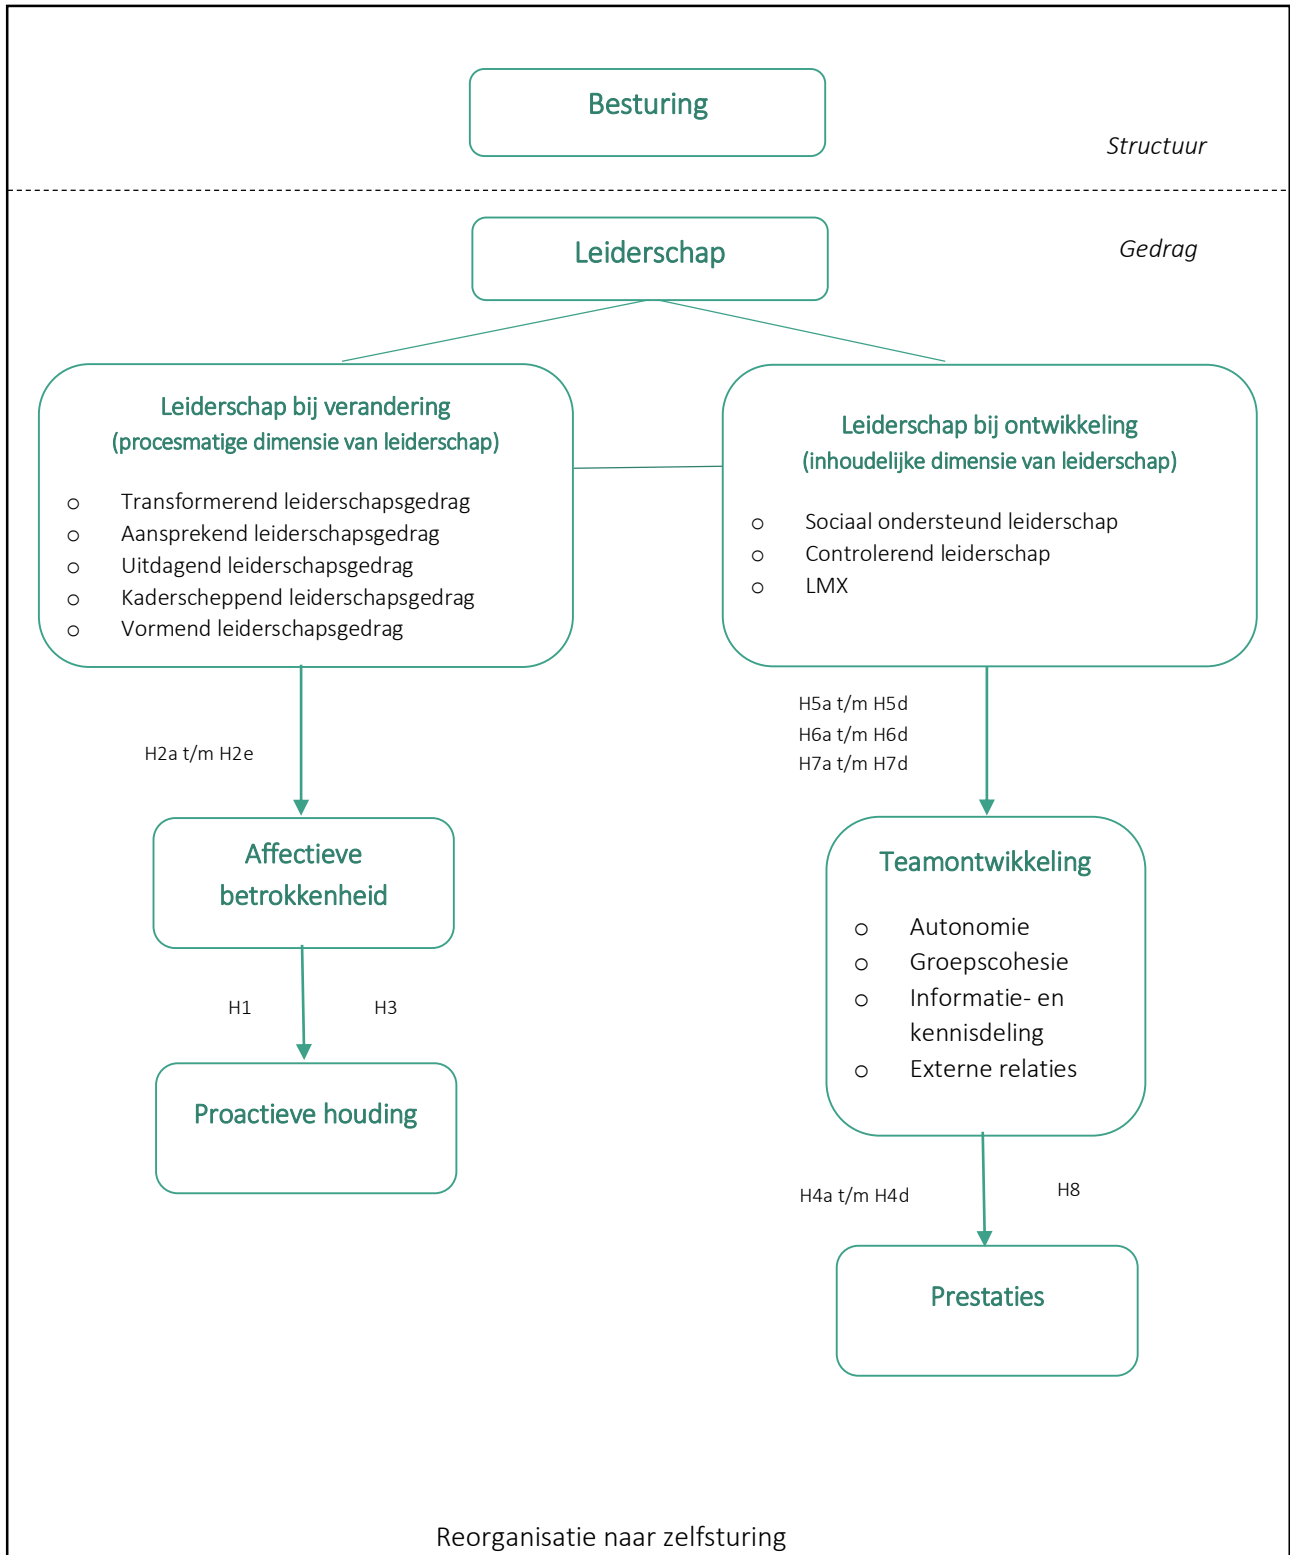 Besturing
Structuur
Leiderschap
Gedrag
Leiderschap bij verandering
(procesmatige dimensie van leiderschap)
o Transformerend leiderschapsgedrag
o Aansprekend leiderschapsgedrag
o Uitdagend leiderschapsgedrag
o Kaderscheppend leiderschapsgedrag
o Vormend leiderschapsgedrag
Leiderschap bij ontwikkeling
(inhoudelijke dimensie van leiderschap)
o Sociaal ondersteund leiderschap
o Controlerend leiderschap
o LMX
H2a t/m H2e
H5a t/m H5d
H6a t/m H6d
H7a t/m H7d
Affectieve
betrokkenheid
Teamontwikkeling
o Autonomie
o Groepscohesie
o Informatie- en
kennisdeling
o Externe relaties
H1
H3
Proactieve houding
H4a t/m H4d
H8
Prestaties
Reorganisatie naar zelfsturing